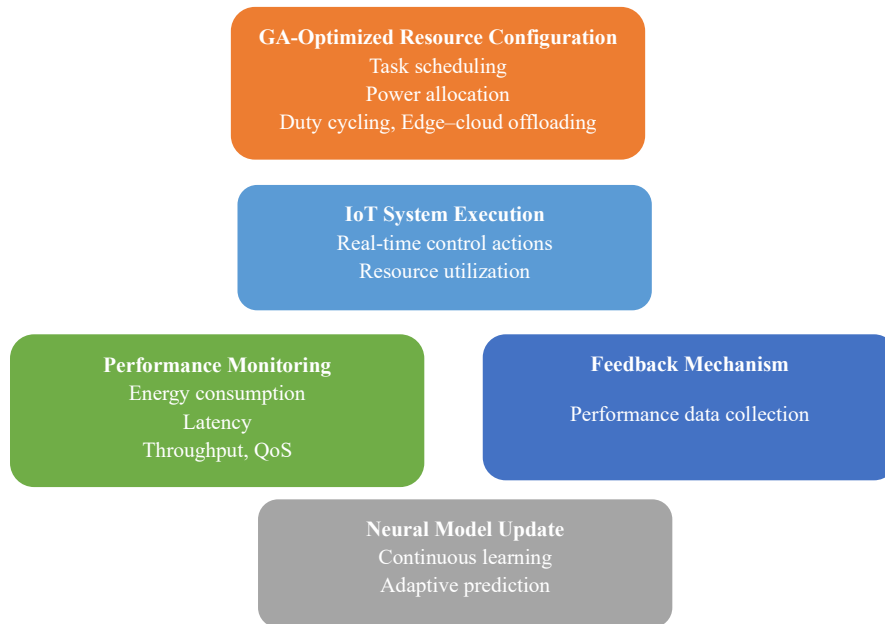 GA-Optimized Resource Configuration
Task scheduling
Power allocation
Duty cycling, Edge–cloud offloading
IoT System Execution
Real-time control actions
Resource utilization
Performance Monitoring
Energy consumption
Latency
Throughput, QoS
Feedback Mechanism
Performance data collection
Neural Model Update
Continuous learning
Adaptive prediction